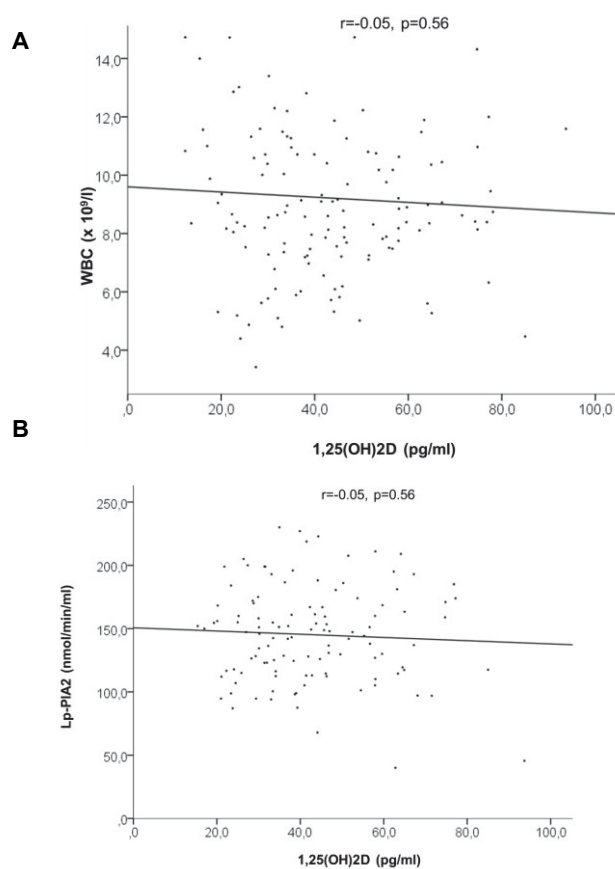 A
r=-0.05, p=0.56
14,0
12,0
10,0
8,0
6,0
4,0
WBC (x 10⁹/l)
,0 20,0 40,0 60,0 80,0 100,0
1,25(OH)2D (pg/ml)
B
r=-0.05, p=0.56
250,0
200,0
150,0
100,0
50,0
,0
Lp-PlA2 (nmol/min/ml)
,0 20,0 40,0 60,0 80,0 100,0
1,25(OH)2D (pg/ml)